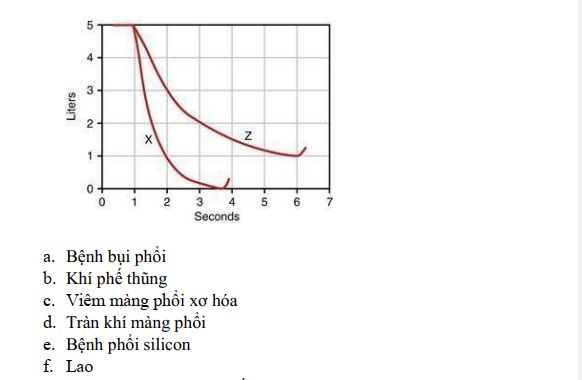 5
4
3
2
1
0
Liters
X
Z
0 1 2 3 4 5 6 7
Seconds
a. Bệnh bụi phổi
b. Khí phế thũng
c. Viêm màng phổi xơ hóa
d. Tràn khí màng phổi
e. Bệnh phổi silicon
f. Lao